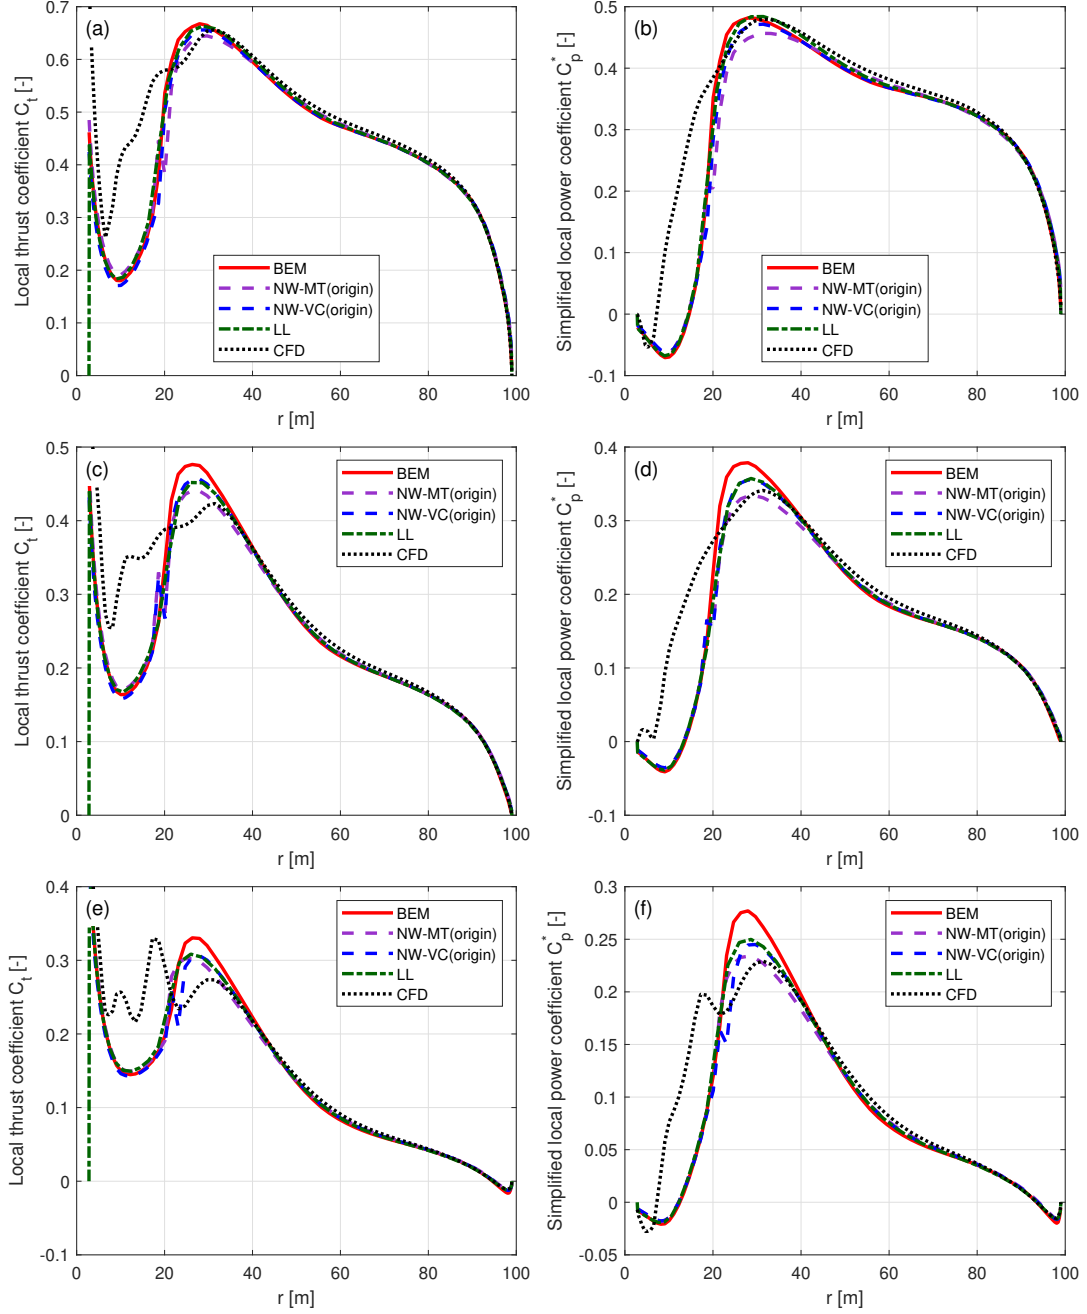 (a)
Local thrust coefficient C_t [-]
0.7
0.6
0.5
0.4
0.3
0.2
0.1
0
BEM
NW-MT(origin)
NW-VC(origin)
LL
CFD
0 20 40 60 80 100
r [m]
(b)
Simplified local power coefficient C_p^* [-]
0.5
0.4
0.3
0.2
0.1
0
-0.1
BEM
NW-MT(origin)
NW-VC(origin)
LL
CFD
0 20 40 60 80 100
r [m]
(c)
Local thrust coefficient C_t [-]
0.5
0.4
0.3
0.2
0.1
0
BEM
NW-MT(origin)
NW-VC(origin)
LL
CFD
0 20 40 60 80 100
r [m]
(d)
Simplified local power coefficient C_p^* [-]
0.4
0.3
0.2
0.1
0
-0.1
BEM
NW-MT(origin)
NW-VC(origin)
LL
CFD
0 20 40 60 80 100
r [m]
(e)
Local thrust coefficient C_t [-]
0.4
0.3
0.2
0.1
0
-0.1
BEM
NW-MT(origin)
NW-VC(origin)
LL
CFD
0 20 40 60 80 100
r [m]
(f)
Simplified local power coefficient C_p^* [-]
0.3
0.25
0.2
0.15
0.1
0.05
0
-0.05
BEM
NW-MT(origin)
NW-VC(origin)
LL
CFD
0 20 40 60 80 100
r [m]